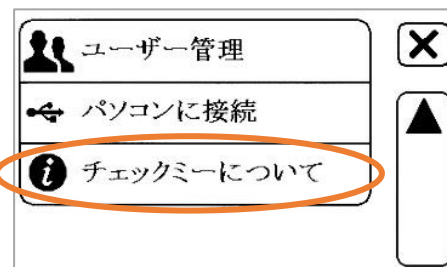 ユーザー管理
パソコンに接続
チェックミーについて